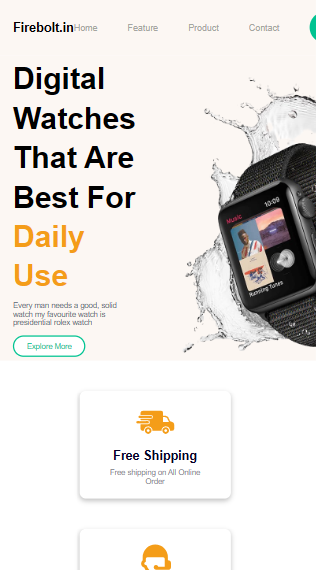 Firebolt.in Home Feature Product Contact
Digital
Watches
That Are
Best For
Daily
Use
Every man needs a good, solid
watch my favourite watch is
presidential rolex watch
Explore More
10:09
Music
Running Tunes
Free Shipping
Free shipping on All Online
Order